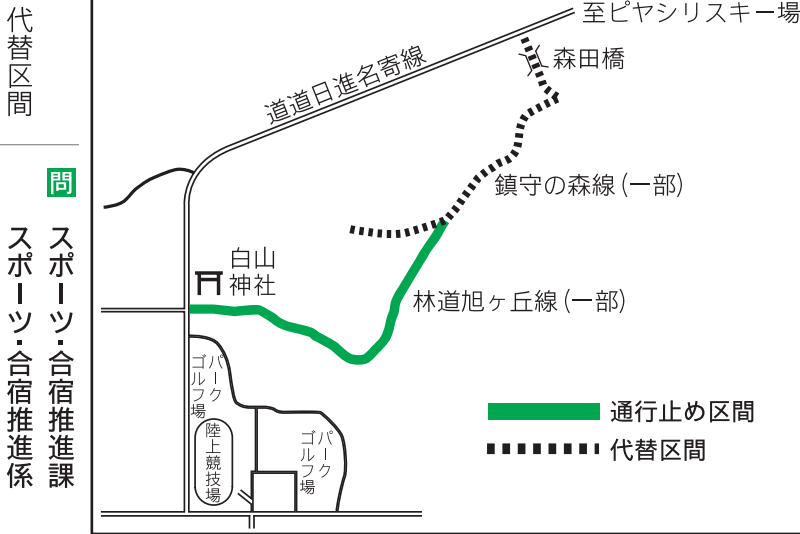 代替区間
問
スポーツ・合宿推進課
スポーツ・合宿推進係
至ピヤシリスキー場
森田橋
道道日進名寄線
鎮守の森線（一部）
白山
神社
林道旭ヶ丘線（一部）
パーク
ゴルフ場
陸上競技場
パーク
ゴルフ場
通行止め区間
代替区間